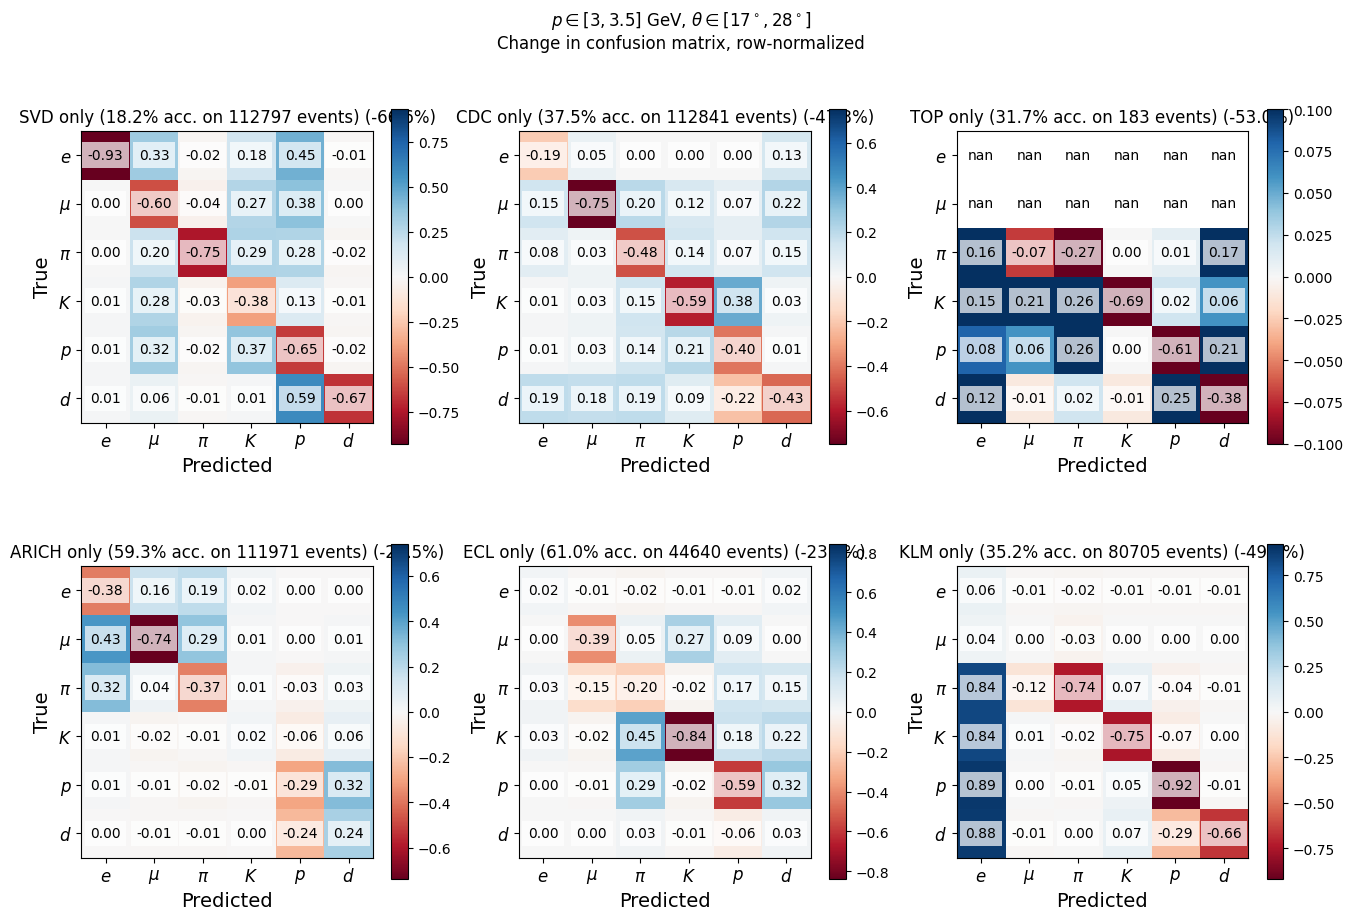 p ∈ [3, 3.5] GeV, θ ∈ [17°, 28°]
Change in confusion matrix, row-normalized
SVD only (18.2% acc. on 112797 events) (-6
%)
True
e -0.93 0.33 -0.02 0.18 0.45 -0.01
μ 0.00 -0.60 -0.04 0.27 0.38 0.00
π 0.00 0.20 -0.75 0.29 0.28 -0.02
K 0.01 0.28 -0.03 -0.38 0.13 -0.01
p 0.01 0.32 -0.02 0.37 -0.65 -0.02
d 0.01 0.06 -0.01 0.01 0.59 -0.67
e μ π K p d
Predicted
0.75
0.50
0.25
0.00
−0.25
−0.50
−0.75
CDC only (37.5% acc. on 112841 events) (-4
%)
True
e -0.19 0.05 0.00 0.00 0.00 0.13
μ 0.15 -0.75 0.20 0.12 0.07 0.22
π 0.08 0.03 -0.48 0.14 0.07 0.15
K 0.01 0.03 0.15 -0.59 0.38 0.03
p 0.01 0.03 0.14 0.21 -0.40 0.01
d 0.19 0.18 0.19 0.09 -0.22 -0.43
e μ π K p d
Predicted
0.6
0.4
0.2
0.0
−0.2
−0.4
−0.6
TOP only (31.7% acc. on 183 events) (-53.
%)
True
e nan nan nan nan nan nan
μ nan nan nan nan nan nan
π 0.16 -0.07 -0.27 0.00 0.01 0.17
K 0.15 0.21 0.26 -0.69 0.02 0.06
p 0.08 0.06 0.26 0.00 -0.61 0.21
d 0.12 -0.01 0.02 -0.01 0.25 -0.38
e μ π K p d
Predicted
0.100
0.075
0.050
0.025
0.000
−0.025
−0.050
−0.075
−0.100
ARICH only (59.3% acc. on 111971 events) (-2
5%)
True
e -0.38 0.16 0.19 0.02 0.00 0.00
μ 0.43 -0.74 0.29 0.01 0.00 0.01
π 0.32 0.04 -0.37 0.01 -0.03 0.03
K 0.01 -0.02 -0.01 0.02 -0.06 0.06
p 0.01 -0.01 -0.02 -0.01 -0.29 0.32
d 0.00 -0.01 -0.01 0.00 -0.24 0.24
e μ π K p d
Predicted
0.6
0.4
0.2
0.0
−0.2
−0.4
−0.6
ECL only (61.0% acc. on 44640 events) (-23
%)
True
e 0.02 -0.01 -0.02 -0.01 -0.01 0.02
μ 0.00 -0.39 0.05 0.27 0.09 0.00
π 0.03 -0.15 -0.20 -0.02 0.17 0.15
K 0.00 0.00 0.45 -0.84 0.18 0.22
p 0.00 -0.01 0.29 -0.02 -0.59 0.32
d 0.00 0.00 0.03 -0.01 -0.06 0.03
e μ π K p d
Predicted
0.8
0.6
0.4
0.2
0.0
−0.2
−0.4
−0.6
−0.8
KLM only (35.2% acc. on 80705 events) (-49
%)
True
e 0.06 -0.01 -0.02 -0.01 -0.01 -0.01
μ 0.04 0.00 -0.03 0.00 0.00 0.00
π 0.84 -0.12 -0.74 0.07 -0.04 -0.01
K 0.84 0.01 -0.02 -0.75 -0.07 0.00
p 0.89 0.00 -0.01 0.05 -0.92 -0.01
d 0.88 -0.01 0.00 0.07 -0.29 -0.66
e μ π K p d
Predicted
0.75
0.50
0.25
0.00
−0.25
−0.50
−0.75